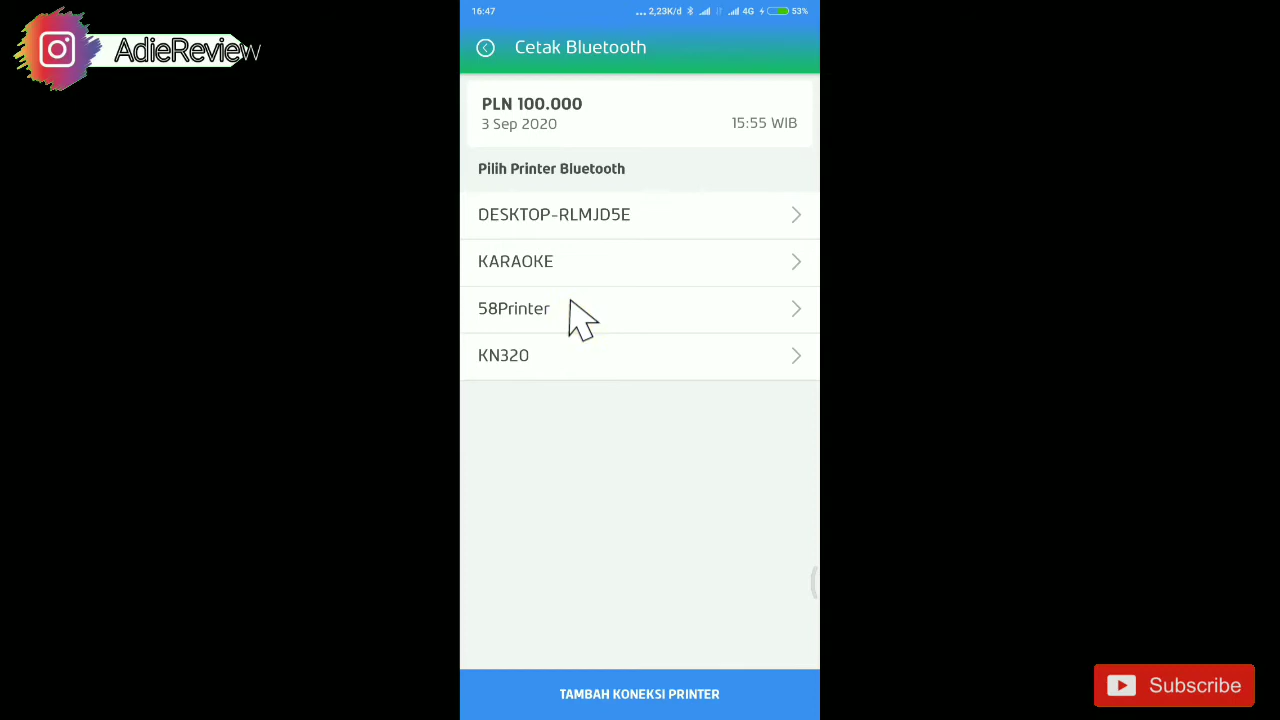 AdieReview
16:47
... 2,23K/d 4G 53%
Cetak Bluetooth
PLN 100.000
3 Sep 2020
15:55 WIB
Pilih Printer Bluetooth
DESKTOP-RLMJD5E
KARAOKE
58Printer
KN320
TAMBAH KONEKSI PRINTER
Subscribe